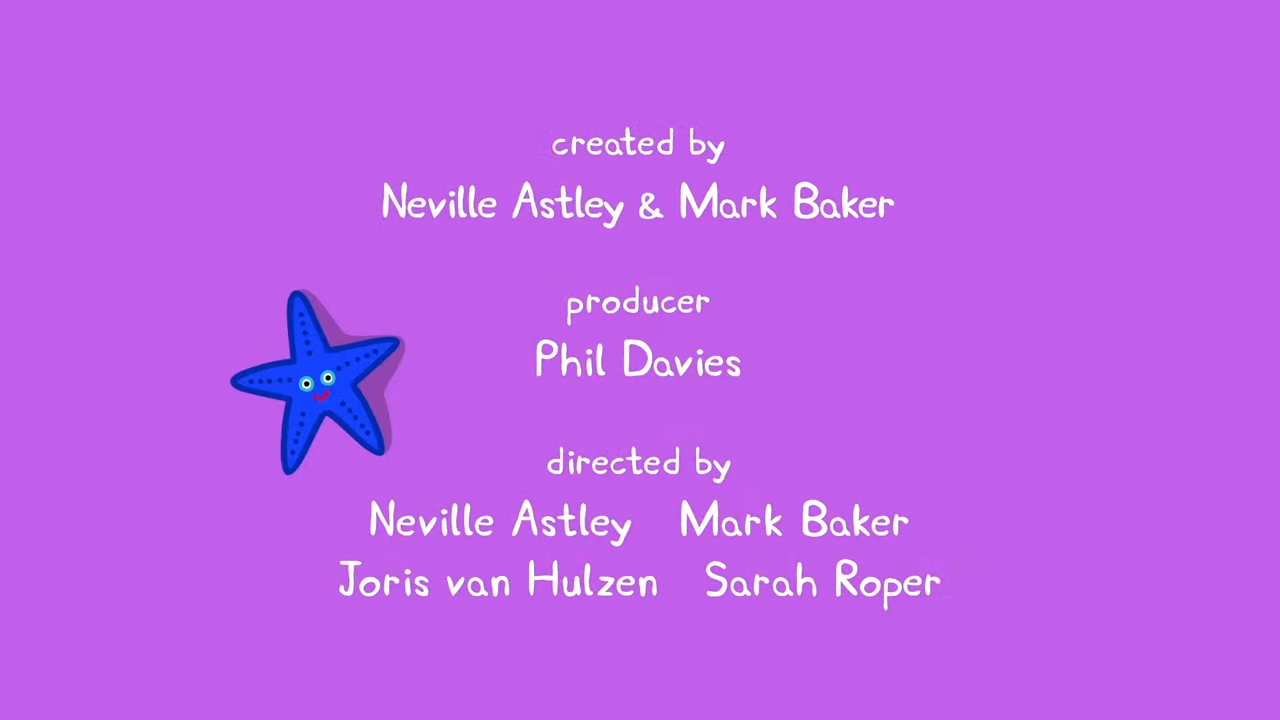 created by
Neville Astley & Mark Baker
producer
Phil Davies
directed by
Neville Astley Mark Baker
Joris van Hulzen Sarah Roper